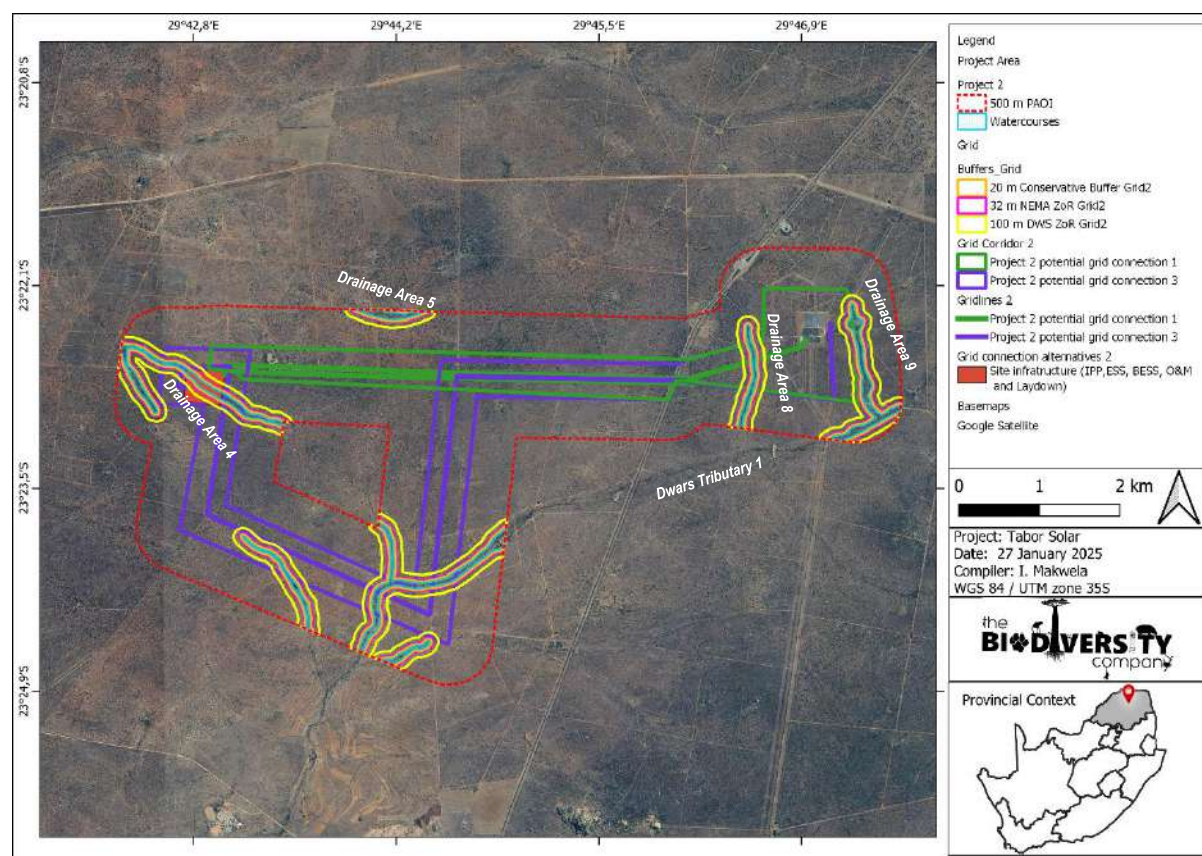 29°42,8'E
29°44,2'E
29°45,5'E
29°46,9'E
23°20,8'S
23°22,1'S
23°23,5'S
23°24,9'S
Drainage Area 5
Drainage Area 4
Drainage Area 8
Drainage Area 9
Dwars Tributary 1
Legend
Project Area
Project 2
500 m PAOI
Watercourses
Grid
Buffers_Grid
20 m Conservative Buffer Grid2
32 m NEMA ZoR Grid2
100 m DWS ZoR Grid2
Grid Corridor 2
Project 2 potential grid connection 1
Project 2 potential grid connection 3
Gridlines 2
Project 2 potential grid connection 1
Project 2 potential grid connection 3
Grid connection alternatives 2
Site infratructure (IPP,ESS, BESS, O&M
and Laydown)
Basemaps
Google Satellite
0 1 2 km
Project: Tabor Solar
Date: 27 January 2025
Compiler: I. Makwela
WGS 84 / UTM zone 35S
the
BIODIVERSITY
company
Provincial Context